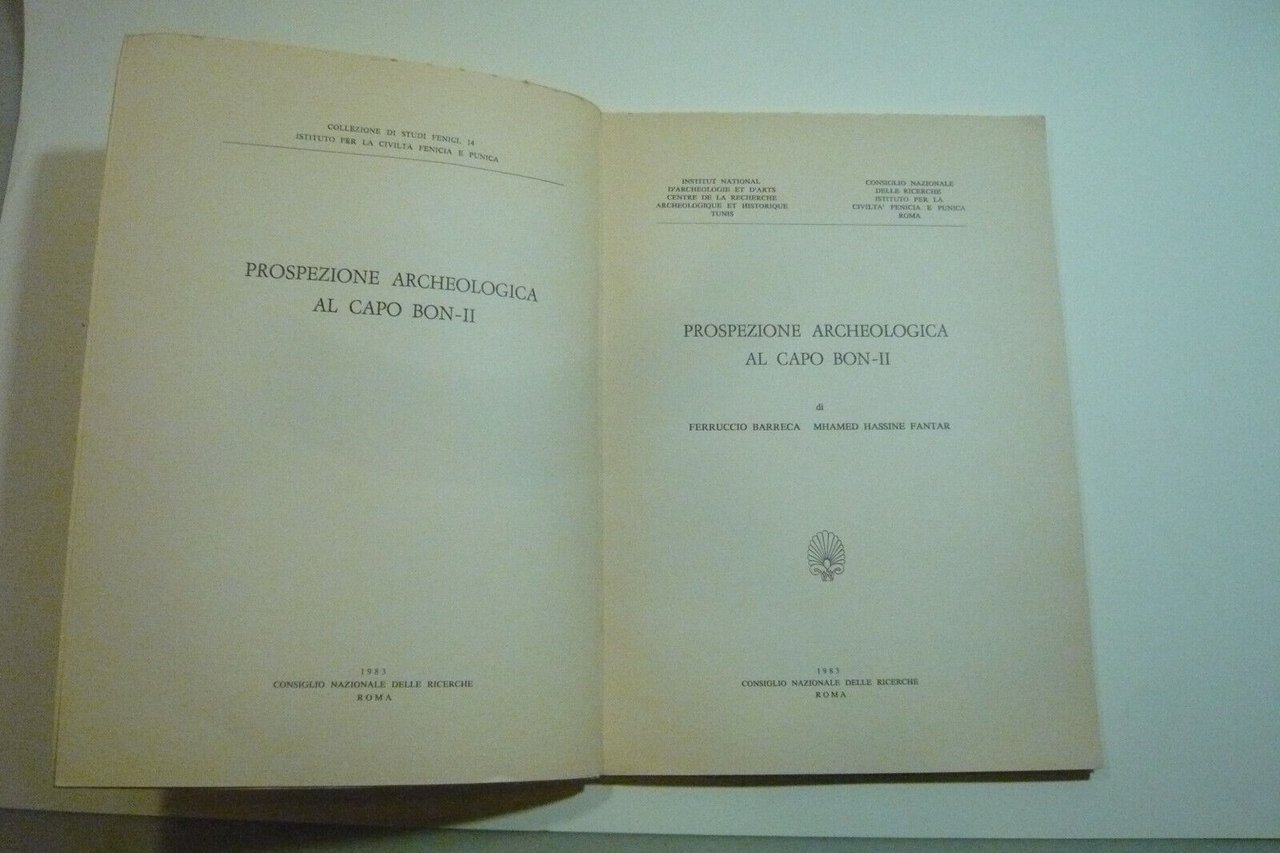 COLLEZIONE DI STUDI FENICI, 14
ISTITUTO PER LA CIVILTÀ FENICIA E PUNICA
PROSPEZIONE ARCHEOLOGICA
AL CAPO BON-II
1983
CONSIGLIO NAZIONALE DELLE RICERCHE
ROMA
INSTITUT NATIONAL
D'ARCHEOLOGIE ET D'ARTS
CENTRE DE LA RECHERCHE
ARCHEOLOGIQUE ET HISTORIQUE
TUNIS
CONSIGLIO NAZIONALE
DELLE RICERCHE
ISTITUTO PER LA
CIVILTA' FENICIA E PUNICA
ROMA
PROSPEZIONE ARCHEOLOGICA
AL CAPO BON-II
di
FERRUCCIO BARRECA MHAMED HASSINE FANTAR
1983
CONSIGLIO NAZIONALE DELLE RICERCHE
ROMA